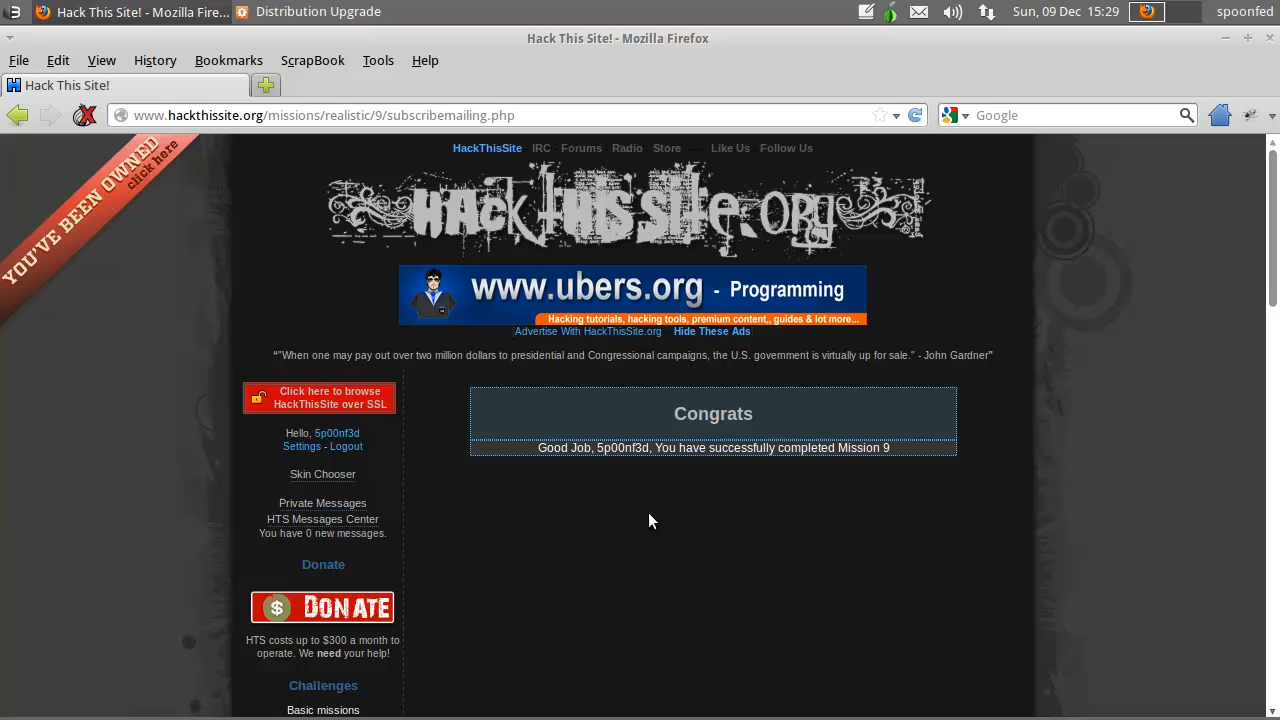 Hack This Site! - Mozilla Fire...
Distribution Upgrade
Sun, 09 Dec 15:29
spoonfed
Hack This Site! - Mozilla Firefox
File Edit View History Bookmarks ScrapBook Tools Help
Hack This Site!
www.hackthissite.org/missions/realistic/9/subscribemailing.php
Google
YOU'VE BEEN OWNED
click here
HackThisSite IRC Forums Radio Store Like Us Follow Us
HACK THIS SITE.ORG
www.ubers.org - Programming
Hacking tutorials, hacking tools, premium content,, guides & lot more...
Advertise With HackThisSite.org Hide These Ads
“"When one may pay out over two million dollars to presidential and Congressional campaigns, the U.S. government is virtually up for sale." - John Gardner”
Click here to browse
HackThisSite over SSL
Hello, 5p00nf3d
Settings - Logout
Skin Chooser
Private Messages
HTS Messages Center
You have 0 new messages.
Donate
$ DONATE
HTS costs up to $300 a month to
operate. We need your help!
Challenges
Basic missions
Congrats
Good Job, 5p00nf3d, You have successfully completed Mission 9